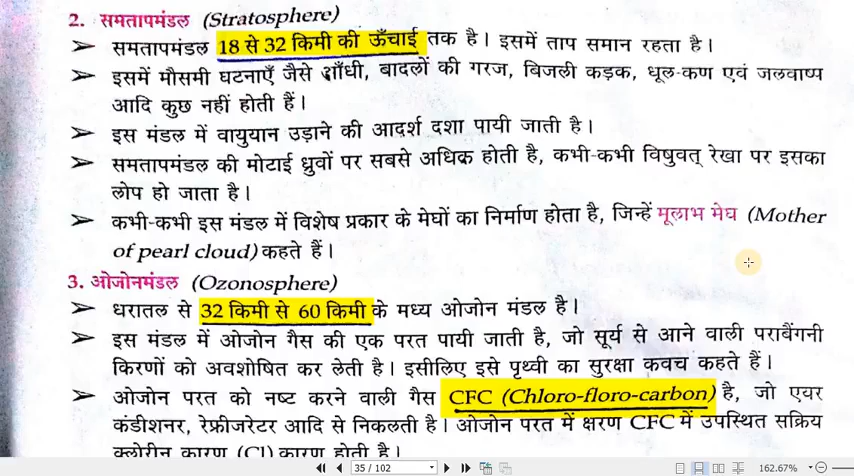 2. समतापमंडल (Stratosphere)
➢ समतापमंडल 18 से 32 किमी की ऊँचाई तक है। इसमें ताप समान रहता है।
➢ इसमें मौसमी घटनाएँ जैसे आँधी, बादलों की गरज, बिजली कड़क, धूल-कण एवं जलवाष्प
आदि कुछ नहीं होती हैं।
➢ इस मंडल में वायुयान उड़ाने की आदर्श दशा पायी जाती है।
➢ समतापमंडल की मोटाई ध्रुवों पर सबसे अधिक होती है, कभी-कभी विषुवत् रेखा पर इसका
लोप हो जाता है।
➢ कभी-कभी इस मंडल में विशेष प्रकार के मेघों का निर्माण होता है, जिन्हें मूलाभ मेघ (Mother
of pearl cloud) कहते हैं।
3. ओजोनमंडल (Ozonosphere)
➢ धरातल से 32 किमी से 60 किमी के मध्य ओजोन मंडल है।
➢ इस मंडल में ओजोन गैस की एक परत पायी जाती है, जो सूर्य से आने वाली पराबैंगनी
किरणों को अवशोषित कर लेती है। इसीलिए इसे पृथ्वी का सुरक्षा कवच कहते हैं।
➢ ओजोन परत को नष्ट करने वाली गैस CFC (Chloro-floro-carbon) है, जो एयर
कंडीशनर, रेफ्रीजरेटर आदि से निकलती है। ओजोन परत में क्षरण CFC में उपस्थित सक्रिय
क्लोरीन कारण (Cl) कारण होती है।
35 / 102 162.67%